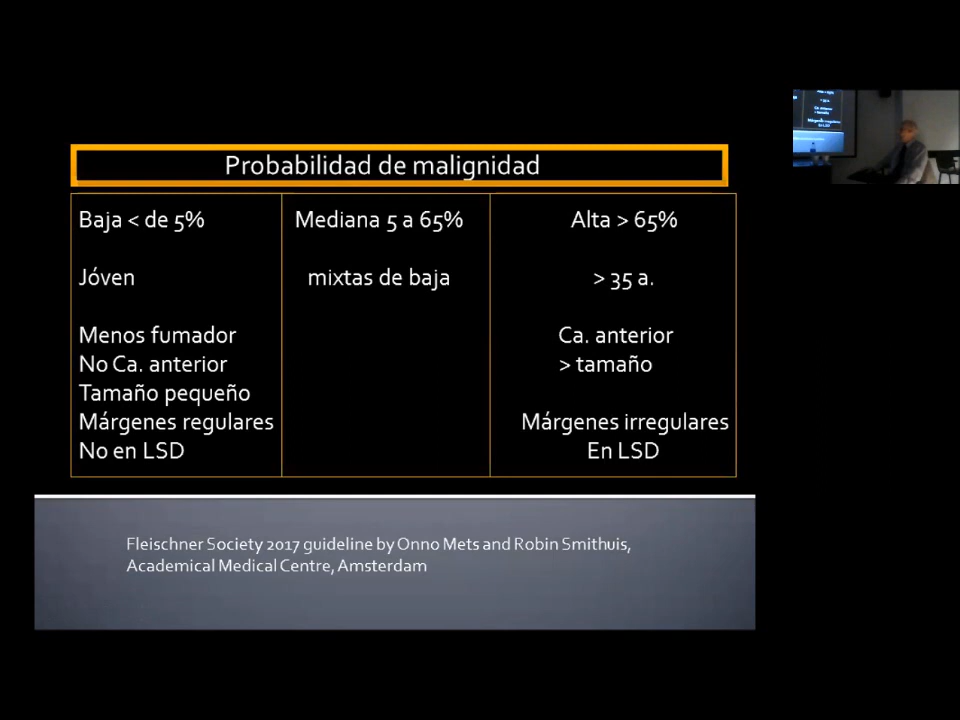 Probabilidad de malignidad
Baja < de 5%
Mediana 5 a 65%
Alta > 65%
Jóven
mixtas de baja
> 35 a.
Menos fumador
Ca. anterior
No Ca. anterior
> tamaño
Tamaño pequeño
Márgenes regulares
Márgenes irregulares
No en LSD
En LSD
Fleischner Society 2017 guideline by Onno Mets and Robin Smithuis,
Academical Medical Centre, Amsterdam